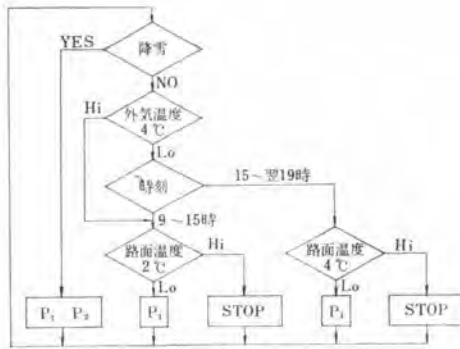 YES
降雪
NO
Hi
外気温度
4℃
Lo
時刻
15～翌19時
9～15時
路面温度
2℃
Hi
Lo
路面温度
4℃
Hi
Lo
P₁ P₂
P₁
STOP
P₁
STOP